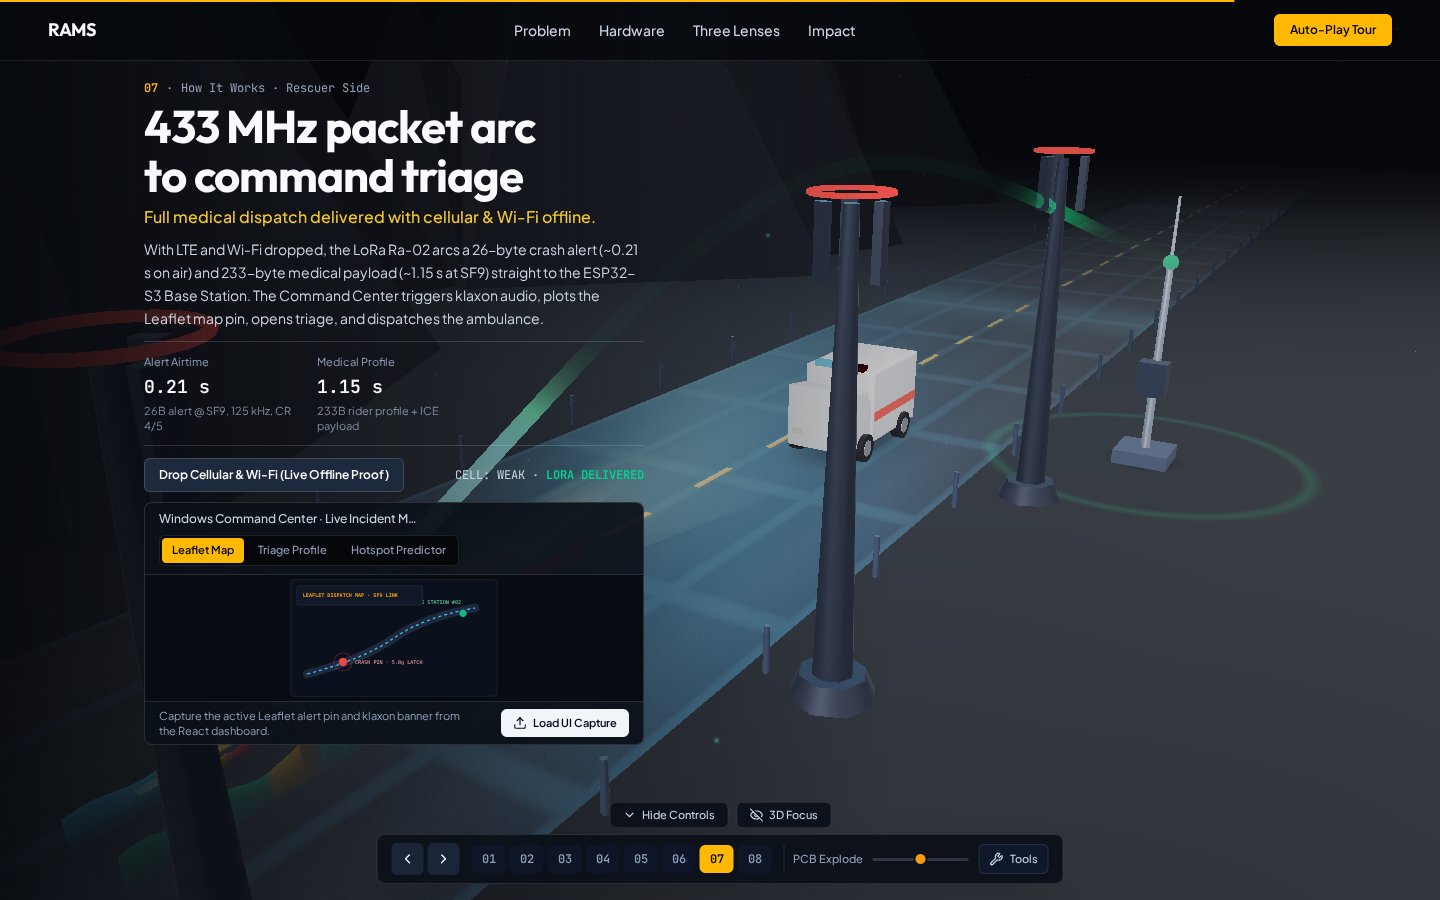 RAMS
Problem
Hardware
Three Lenses
Impact
Auto-Play Tour
07 · How It Works · Rescuer Side
433 MHz packet arc
to command triage
Full medical dispatch delivered with cellular & Wi-Fi offline.
With LTE and Wi-Fi dropped, the LoRa Ra-02 arcs a 26-byte crash alert (~0.21
s on air) and 233-byte medical payload (~1.15 s at SF9) straight to the ESP32-
S3 Base Station. The Command Center triggers klaxon audio, plots the
Leaflet map pin, opens triage, and dispatches the ambulance.
Alert Airtime
0.21 s
26B alert @ SF9, 125 kHz, CR
4/5
Medical Profile
1.15 s
233B rider profile + ICE
payload
Drop Cellular & Wi-Fi (Live Offline Proof)
CELL: WEAK · LORA DELIVERED
Windows Command Center · Live Incident M…
Leaflet Map
Triage Profile
Hotspot Predictor
LEAFLET DISPATCH MAP · SF9 LINK
STATION #02
CRASH PIN · 5.8g LATCH
Capture the active Leaflet alert pin and klaxon banner from
the React dashboard.
Load UI Capture
Hide Controls
3D Focus
01
02
03
04
05
06
07
08
PCB Explode
Tools